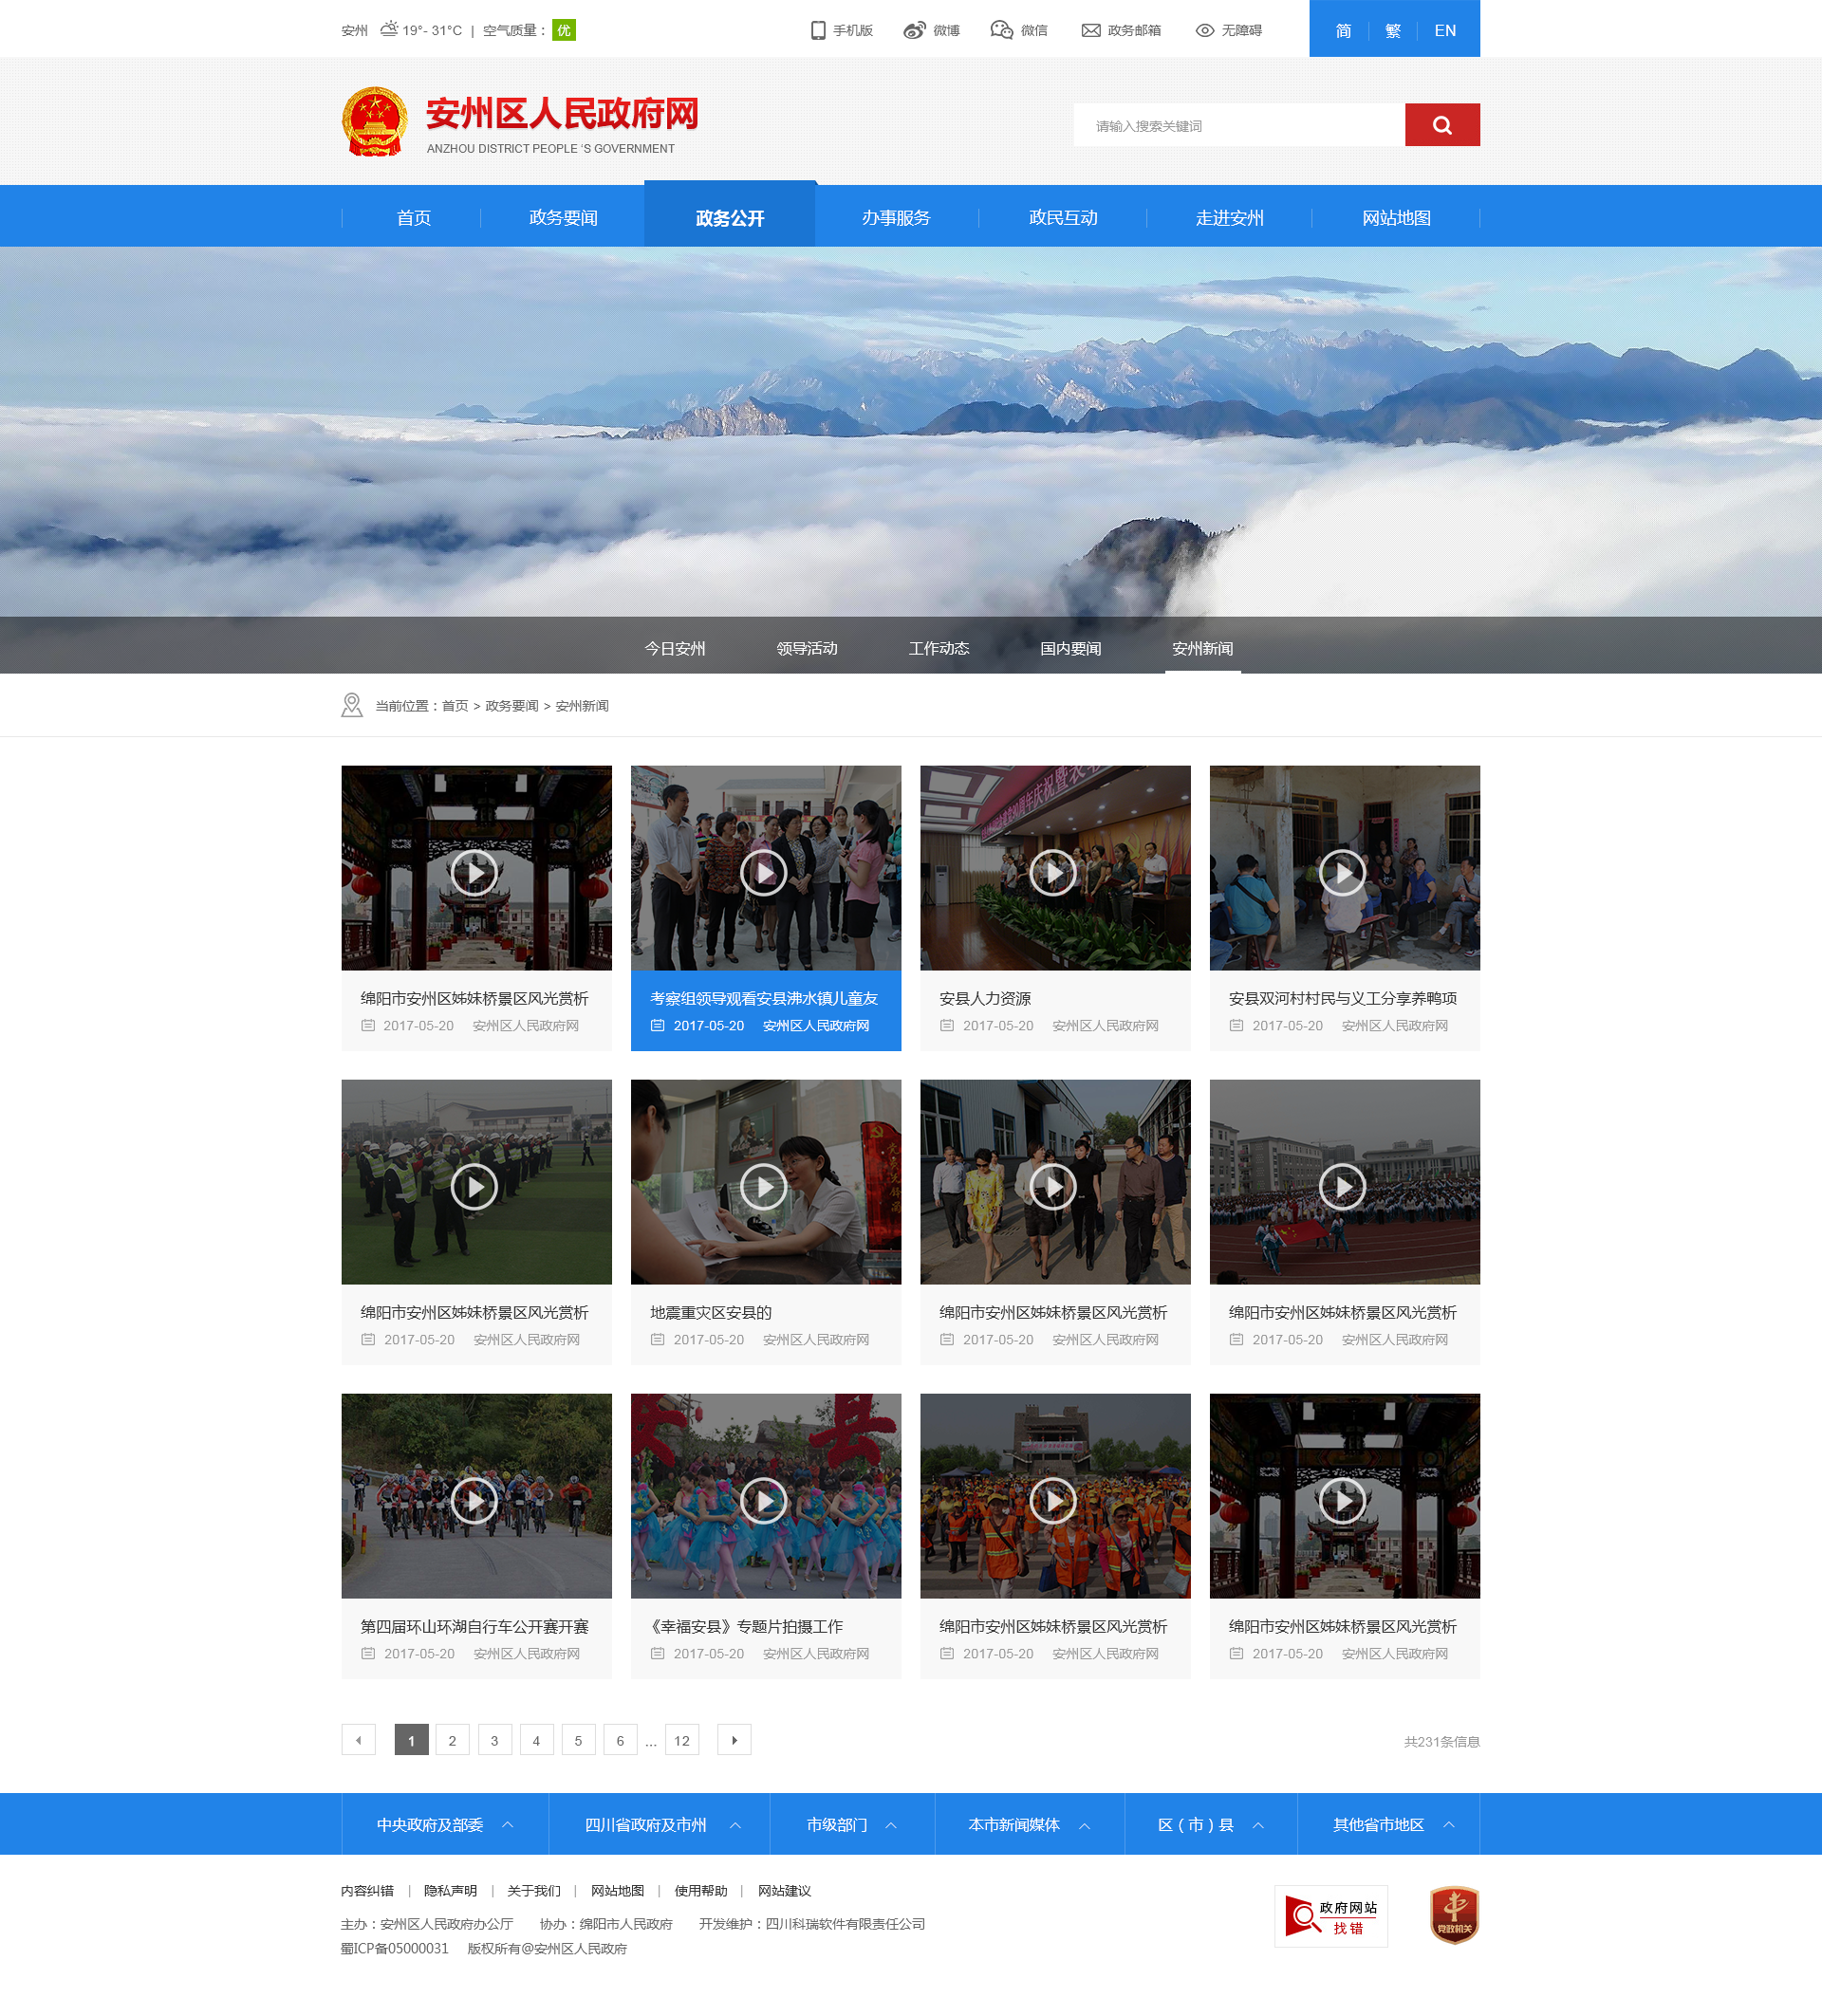 安州 19°- 31°C | 空气质量： 优 手机版 微博 微信 政务邮箱 无障碍 简 繁 EN
安州区人民政府网
ANZHOU DISTRICT PEOPLE 'S GOVERNMENT
请输入搜索关键词
首页 政务要闻 政务公开 办事服务 政民互动 走进安州 网站地图
今日安州 领导活动 工作动态 国内要闻 安州新闻
当前位置：首页 > 政务要闻 > 安州新闻
绵阳市安州区姊妹桥景区风光赏析 考察组领导观看安县沸水镇儿童友 安县人力资源 安县双河村村民与义工分享养鸭项
2017-05-20 安州区人民政府网 2017-05-20 安州区人民政府网 2017-05-20 安州区人民政府网 2017-05-20 安州区人民政府网
绵阳市安州区姊妹桥景区风光赏析 地震重灾区安县的 绵阳市安州区姊妹桥景区风光赏析 绵阳市安州区姊妹桥景区风光赏析
2017-05-20 安州区人民政府网 2017-05-20 安州区人民政府网 2017-05-20 安州区人民政府网 2017-05-20 安州区人民政府网
第四届环山环湖自行车公开赛开赛 《幸福安县》专题片拍摄工作 绵阳市安州区姊妹桥景区风光赏析 绵阳市安州区姊妹桥景区风光赏析
2017-05-20 安州区人民政府网 2017-05-20 安州区人民政府网 2017-05-20 安州区人民政府网 2017-05-20 安州区人民政府网
1 2 3 4 5 6 ... 12 共231条信息
中央政府及部委 四川省政府及市州 市级部门 本市新闻媒体 区（市）县 其他省市地区
内容纠错 | 隐私声明 | 关于我们 | 网站地图 | 使用帮助 | 网站建议
主办：安州区人民政府办公厅 协办：绵阳市人民政府 开发维护：四川科瑞软件有限责任公司
蜀ICP备05000031 版权所有@安州区人民政府
政府网站
找错
党政机关